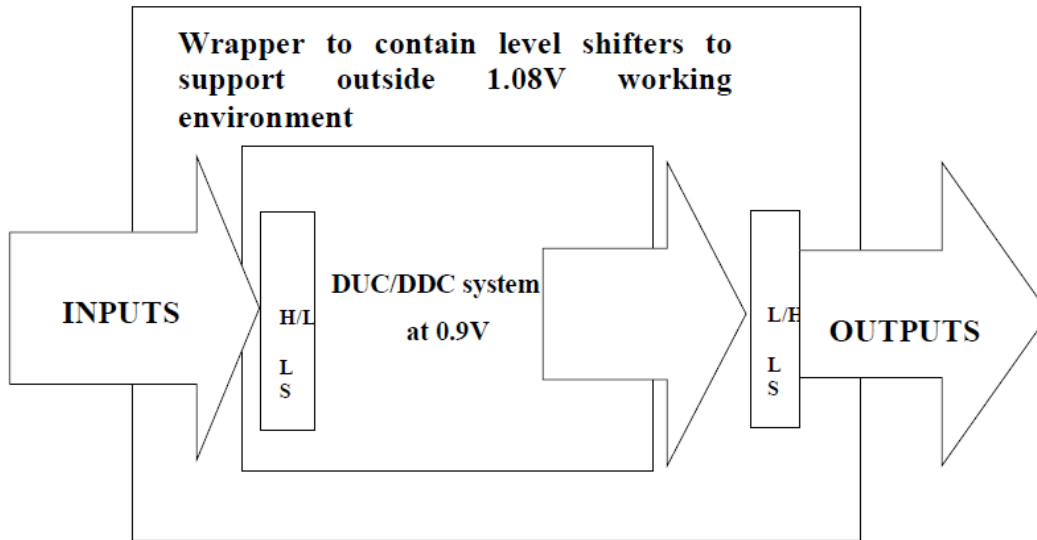 Wrapper to contain level shifters to
support outside 1.08V working
environment
INPUTS
H/L
L
S
DUC/DDC system
at 0.9V
L/H
L
S
OUTPUTS